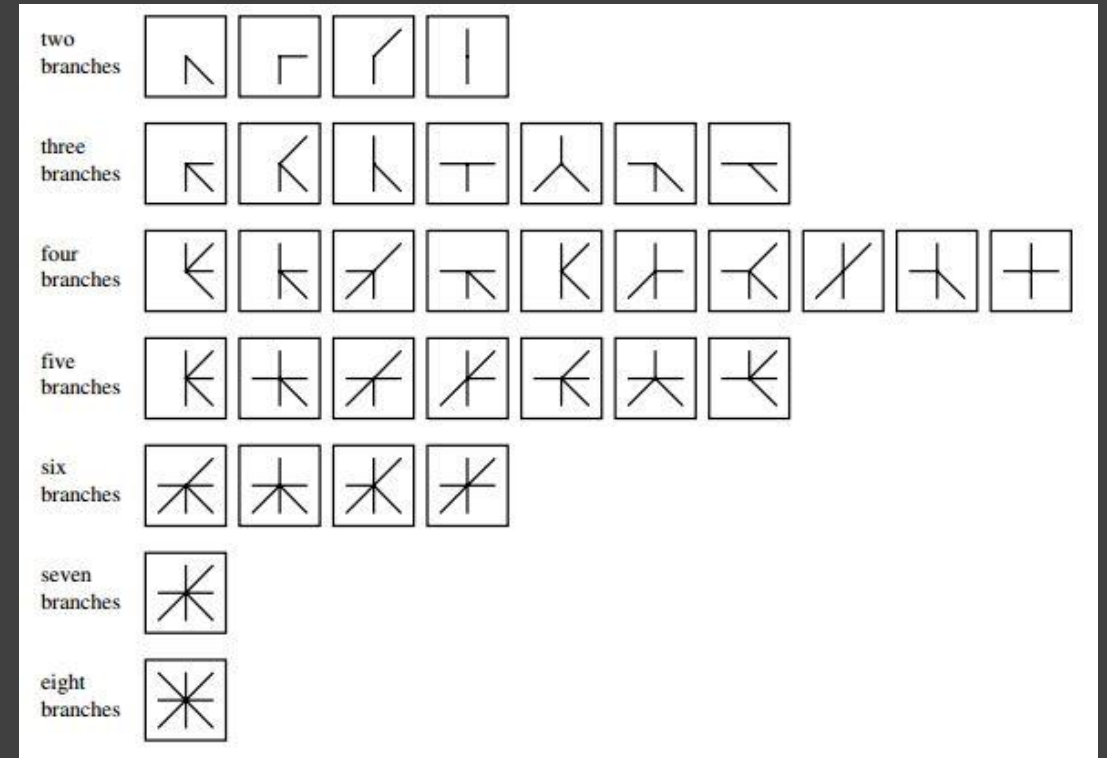 two
branches
three
branches
four
branches
five
branches
six
branches
seven
branches
eight
branches